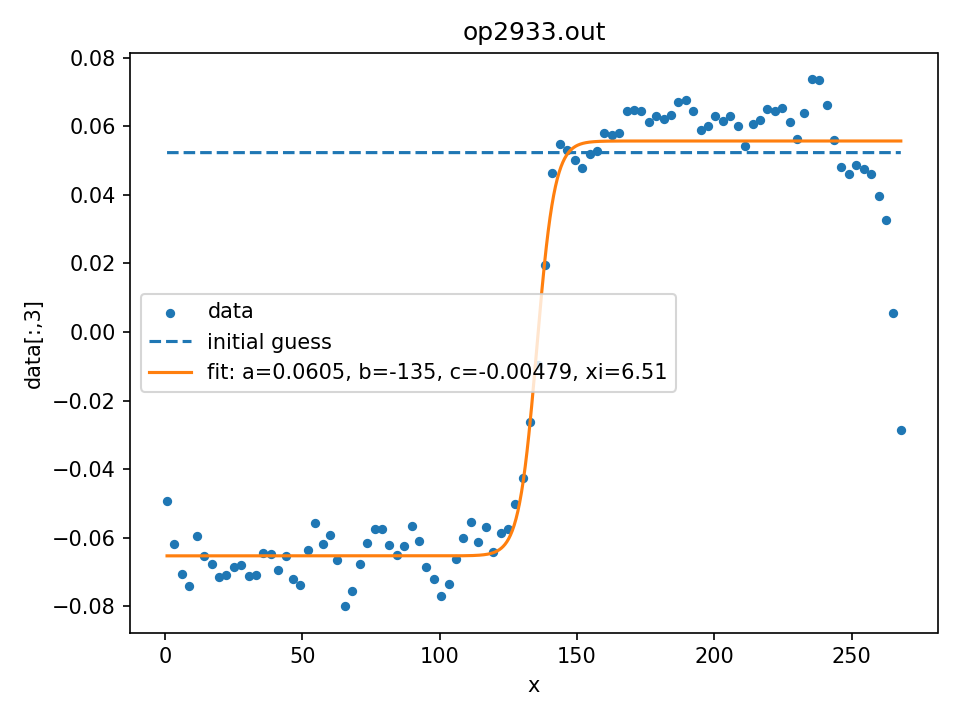 op2933.out
0.08
0.06
0.04
0.02
0.00
−0.02
−0.04
−0.06
−0.08
data[:,3]
data
initial guess
fit: a=0.0605, b=-135, c=-0.00479, xi=6.51
0 50 100 150 200 250
x